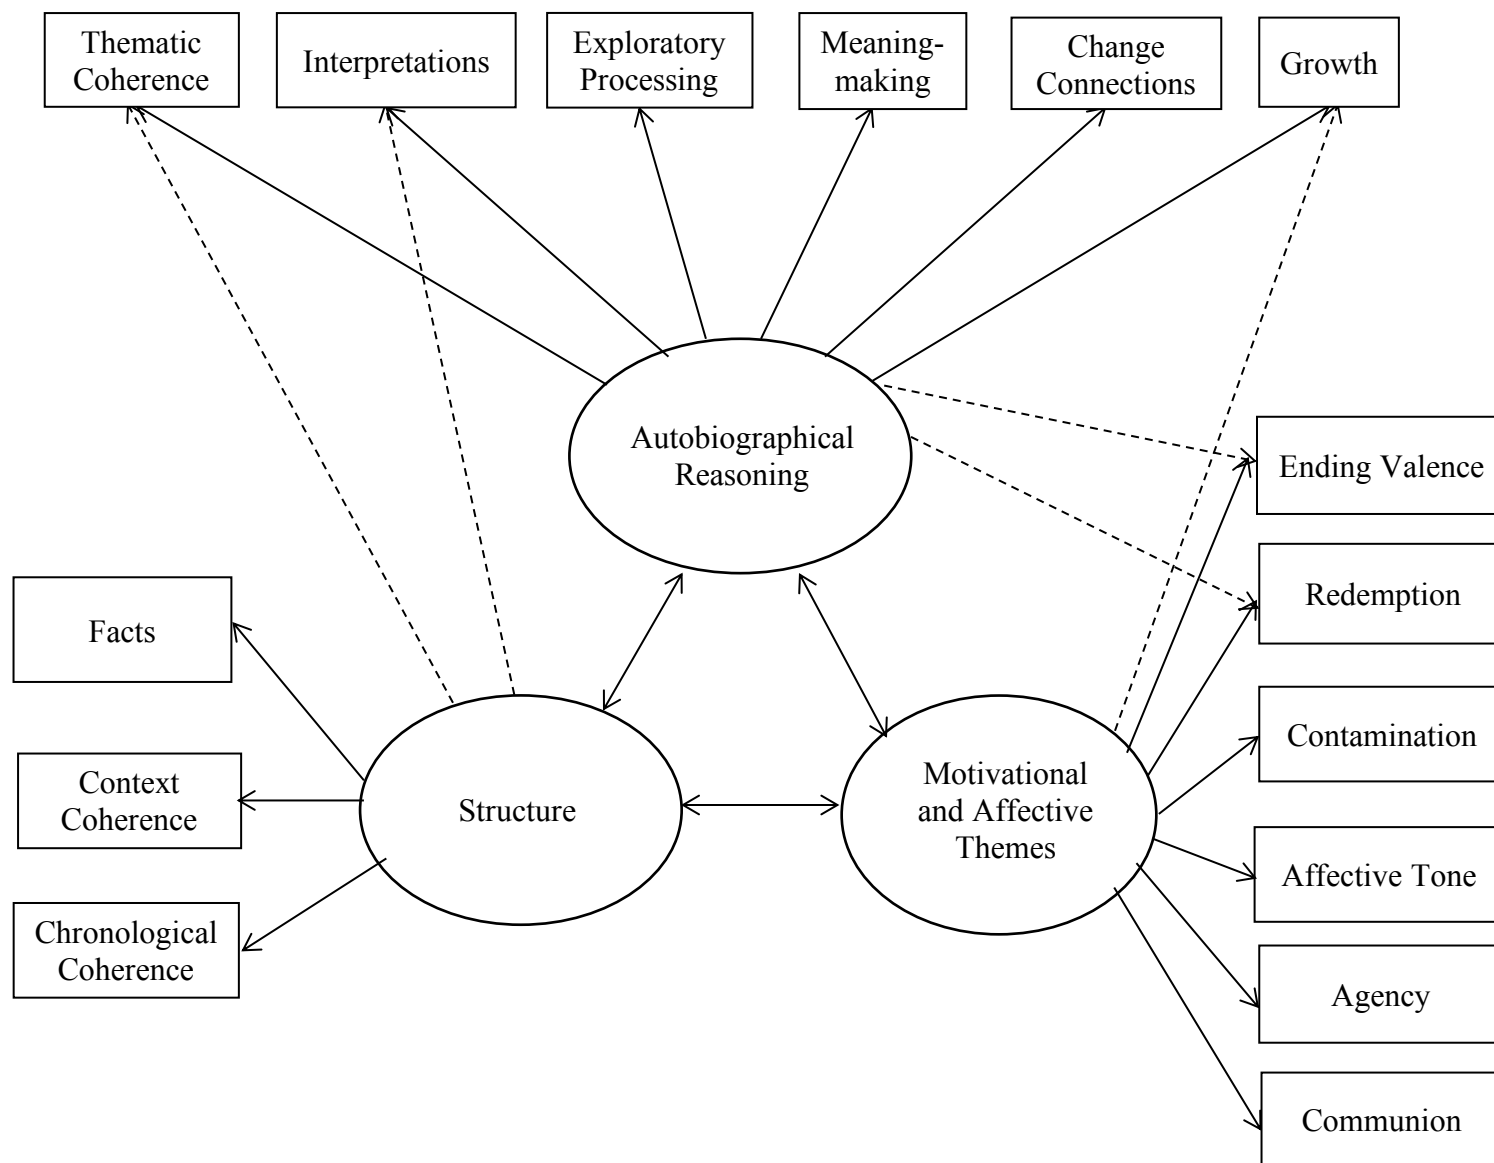 Thematic
Coherence
Interpretations
Exploratory
Processing
Meaning-
making
Change
Connections
Growth
Autobiographical
Reasoning
Ending Valence
Redemption
Facts
Contamination
Context
Coherence
Structure
Motivational
and Affective
Themes
Affective Tone
Chronological
Coherence
Agency
Communion